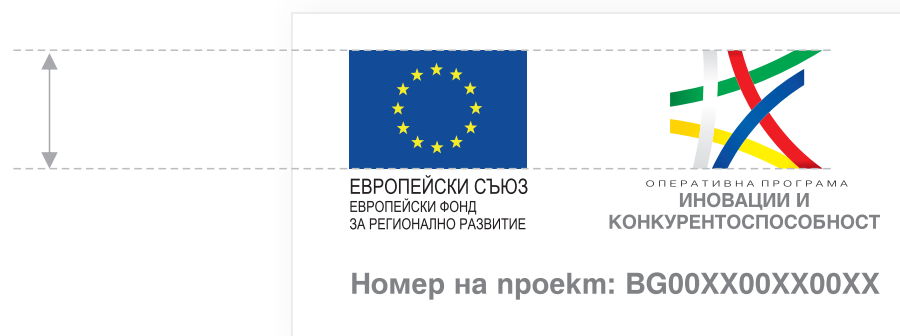 ЕВРОПЕЙСКИ СЪЮЗ
ЕВРОПЕЙСКИ ФОНД
ЗА РЕГИОНАЛНО РАЗВИТИЕ
ОПЕРАТИВНА ПРОГРАМА
ИНОВАЦИИ И
КОНКУРЕНТОСПОСОБНОСТ
Номер на проект: BG00XX00XX00XX